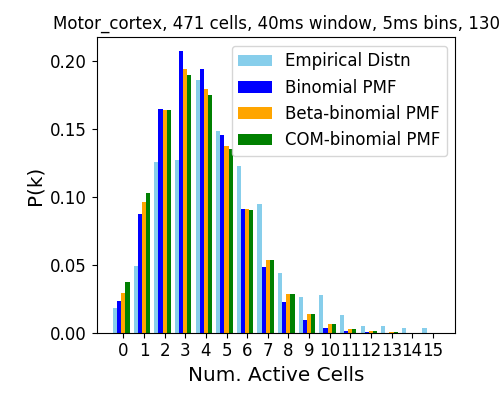 Motor_cortex, 471 cells, 40ms window, 5ms bins, 130
Empirical Distn
Binomial PMF
Beta-binomial PMF
COM-binomial PMF
0.20
0.15
0.10
0.05
0.00
P(k)
0 1 2 3 4 5 6 7 8 9 10 11 12 13 14 15
Num. Active Cells